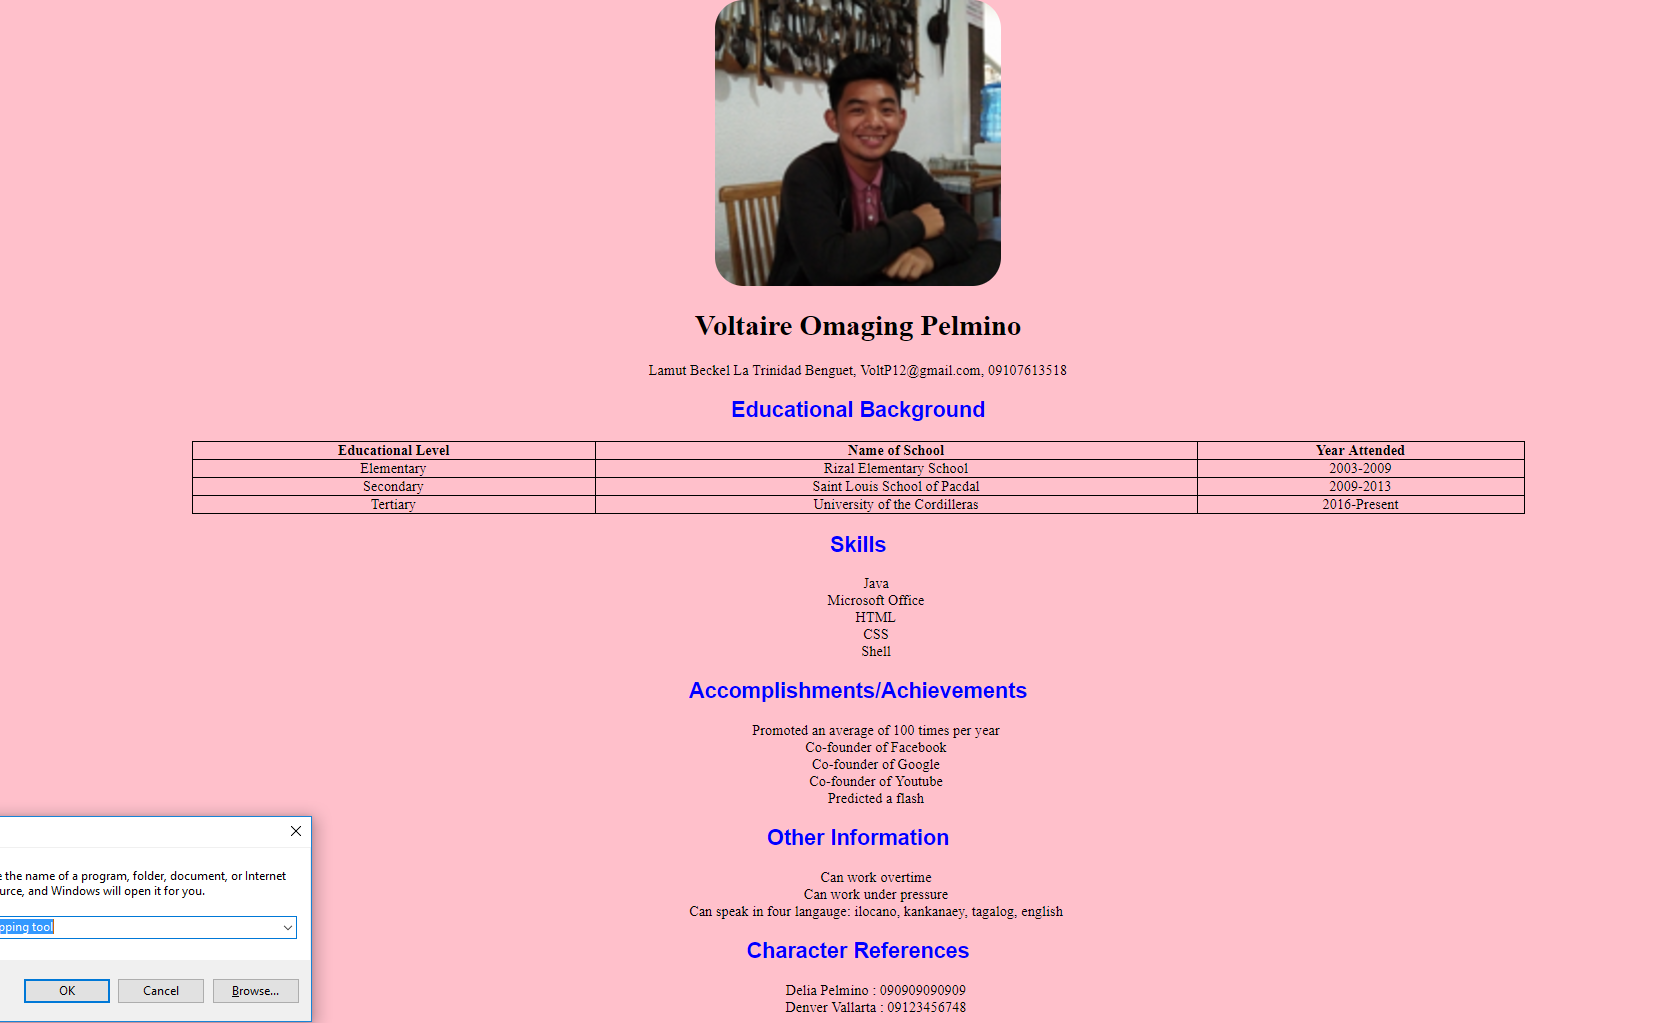 Voltaire Omaging Pelmino
Lamut Beckel La Trinidad Benguet, VoltP12@gmail.com, 09107613518
Educational Background
Educational Level Name of School Year Attended
Elementary Rizal Elementary School 2003-2009
Secondary Saint Louis School of Pacdal 2009-2013
Tertiary University of the Cordilleras 2016-Present
Skills
Java
Microsoft Office
HTML
CSS
Shell
Accomplishments/Achievements
Promoted an average of 100 times per year
Co-founder of Facebook
Co-founder of Google
Co-founder of Youtube
Predicted a flash
Other Information
Can work overtime
Can work under pressure
Can speak in four langauge: ilocano, kankanaey, tagalog, english
Character References
Delia Pelmino : 090909090909
Denver Vallarta : 09123456748
e the name of a program, folder, document, or Internet
urce, and Windows will open it for you.
pping tool
OK Cancel Browse...